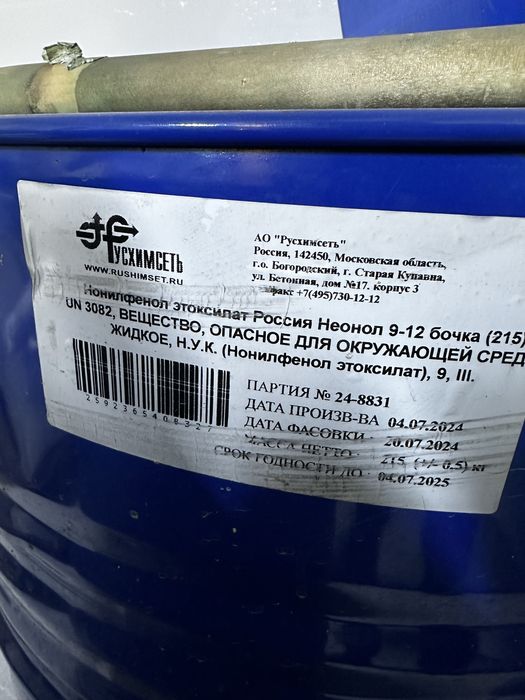 РУСХИМСЕТЬ
WWW.RUSHIMSET.RU
АО "Русхимсеть"
Россия, 142450, Московская область,
г.о. Богородский, г. Старая Купавна,
ул. Бетонная, дом №17, корпус 3
факс +7(495)730-12-12
Нонилфенол этоксилат Россия Неонол 9-12 бочка (215)
UN 3082, ВЕЩЕСТВО, ОПАСНОЕ ДЛЯ ОКРУЖАЮЩЕЙ СРЕД
ЖИДКОЕ, Н.У.К. (Нонилфенол этоксилат), 9, III.
2592365408327
ПАРТИЯ № 24-8831
ДАТА ПРОИЗВ-ВА 04.07.2024
ДАТА ФАСОВКИ 20.07.2024
МАССА НЕТТО 215 (+/- 0.5) кг
СРОК ГОДНОСТИ ДО 04.07.2025